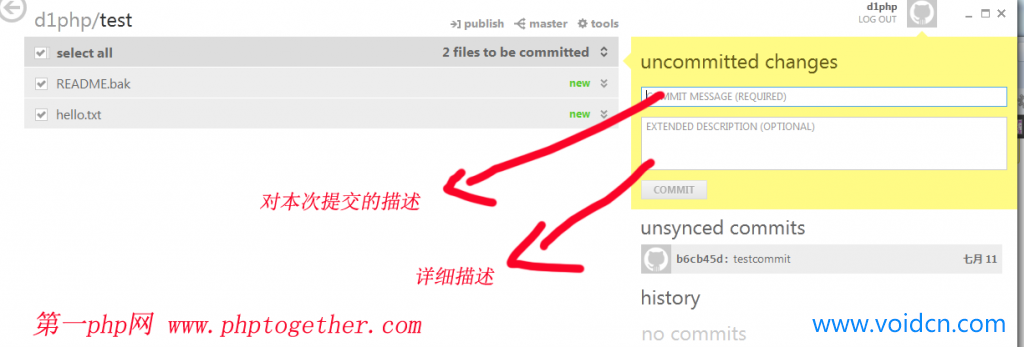 d1php/test
publish
master
tools
d1php
LOG OUT
select all
2 files to be committed
README.bak
new
hello.txt
new
uncommitted changes
COMMIT MESSAGE (REQUIRED)
EXTENDED DESCRIPTION (OPTIONAL)
COMMIT
对本次提交的描述
详细描述
unsynced commits
b6cb45d: testcommit
七月 11
history
no commits
第一php网 www.phptogether.com
www.voidcn.com